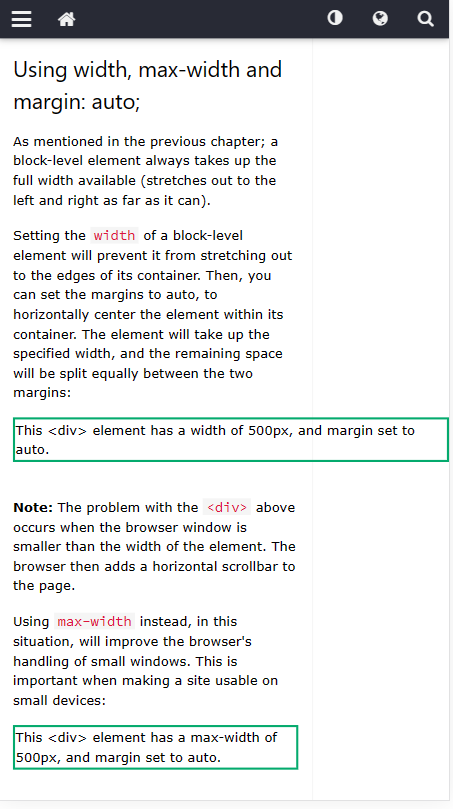 Using width, max-width and
margin: auto;
As mentioned in the previous chapter; a
block-level element always takes up the
full width available (stretches out to the
left and right as far as it can).
Setting the width of a block-level
element will prevent it from stretching out
to the edges of its container. Then, you
can set the margins to auto, to
horizontally center the element within its
container. The element will take up the
specified width, and the remaining space
will be split equally between the two
margins:
This <div> element has a width of 500px, and margin set to
auto.
Note: The problem with the <div> above
occurs when the browser window is
smaller than the width of the element. The
browser then adds a horizontal scrollbar to
the page.
Using max-width instead, in this
situation, will improve the browser's
handling of small windows. This is
important when making a site usable on
small devices:
This <div> element has a max-width of
500px, and margin set to auto.